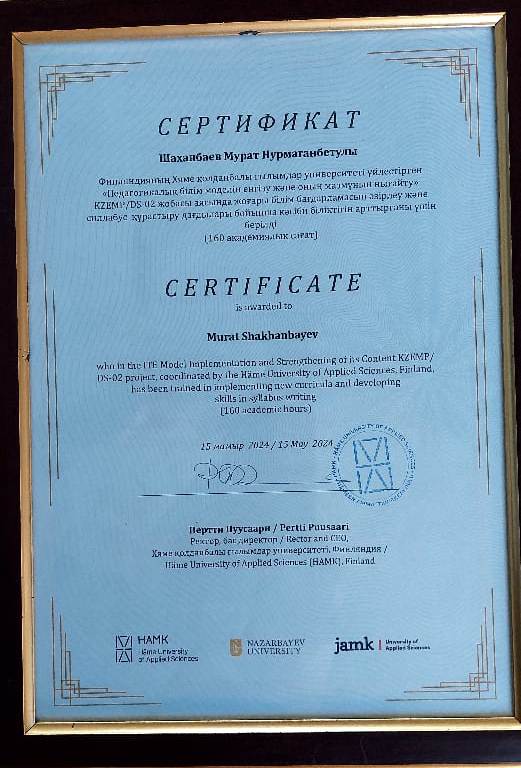 СЕРТИФИКАТ
Шаханбаев Мурат Нурмаганбетулы
Финляндияның Хяме қолданбалы ғылымдар университеті үйлестірген
«Педагогикалық білім моделін енгізу және оның мазмұнын нығайту»
KZEMP/DS-02 жобасы аясында жоғары білім бағдарламасын әзірлеу және
силлабус құрастыру дағдылары бойынша кәсіби біліктігін арттырғаны үшін
берілді
(160 академиялық сағат)
CERTIFICATE
is awarded to
Murat Shakhanbayev
who in the (TE Model) Implementation and Strengthening of its Content KZEMP/
DS-02 project, coordinated by the Häme University of Applied Sciences, Finland,
has been trained in implementing new curricula and developing
skills in syllabus writing
(160 academic hours)
15 мамыр 2024 / 15 May 2024
Пертти Пуусаари / Pertti Puusaari
Ректор, бас директор / Rector and CEO,
Хяме қолданбалы ғылымдар университеті, Финляндия /
Häme University of Applied Sciences (HAMK), Finland
HAMK
Häme University
of Applied Sciences
NAZARBAYEV
UNIVERSITY
jamk | University of
Applied Sciences